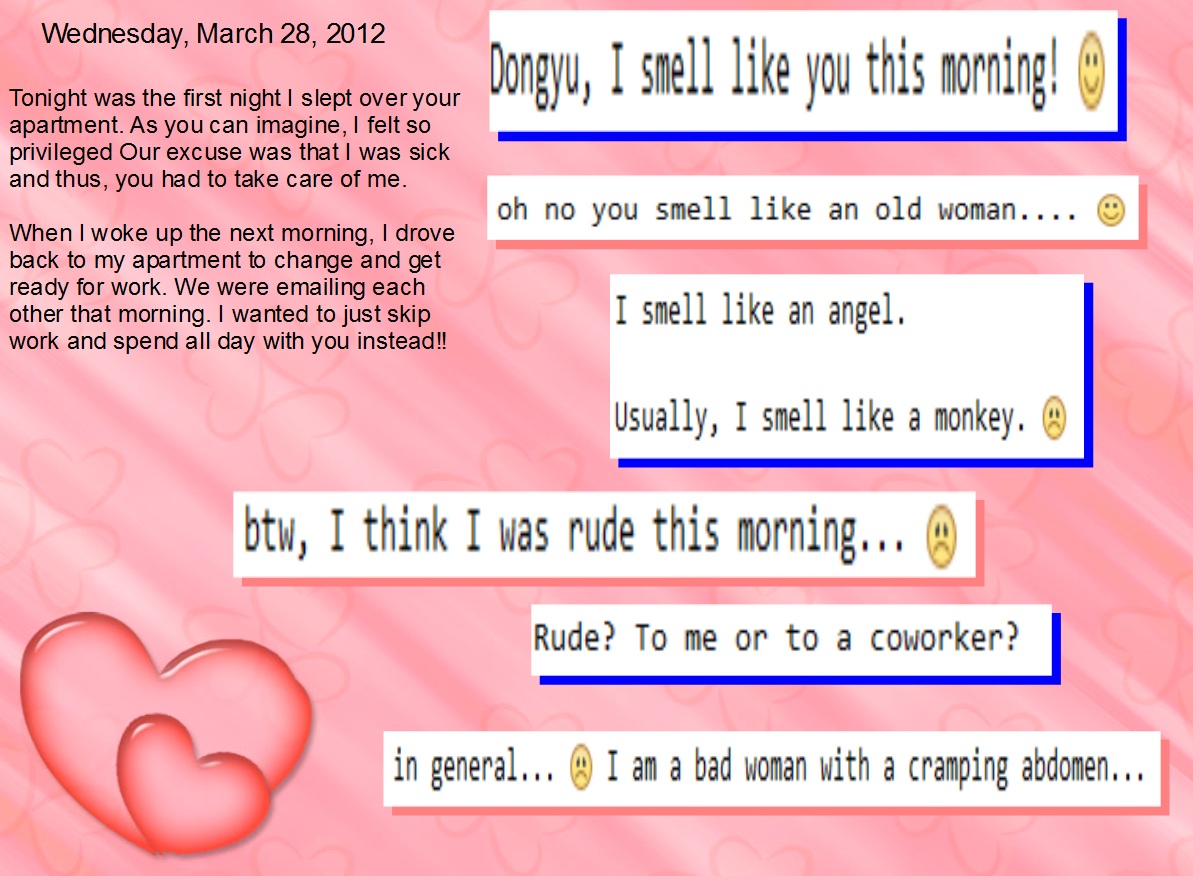 Wednesday, March 28, 2012
Tonight was the first night I slept over your
apartment. As you can imagine, I felt so
privileged Our excuse was that I was sick
and thus, you had to take care of me.
When I woke up the next morning, I drove
back to my apartment to change and get
ready for work. We were emailing each
other that morning. I wanted to just skip
work and spend all day with you instead!!
Dongyu, I smell like you this morning!
oh no you smell like an old woman....
I smell like an angel.
Usually, I smell like a monkey.
btw, I think I was rude this morning...
Rude? To me or to a coworker?
in general... I am a bad woman with a cramping abdomen...